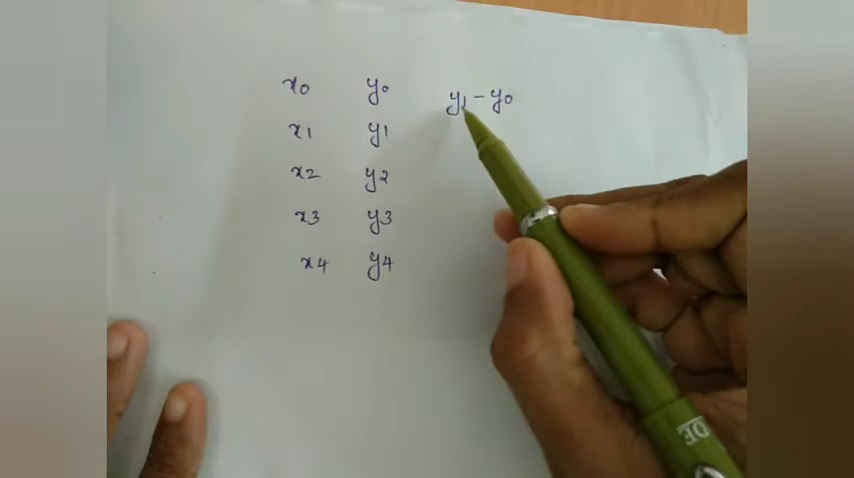 x0 y0 y1 - y0
x1 y1
x2 y2
x3 y3
x4 y4